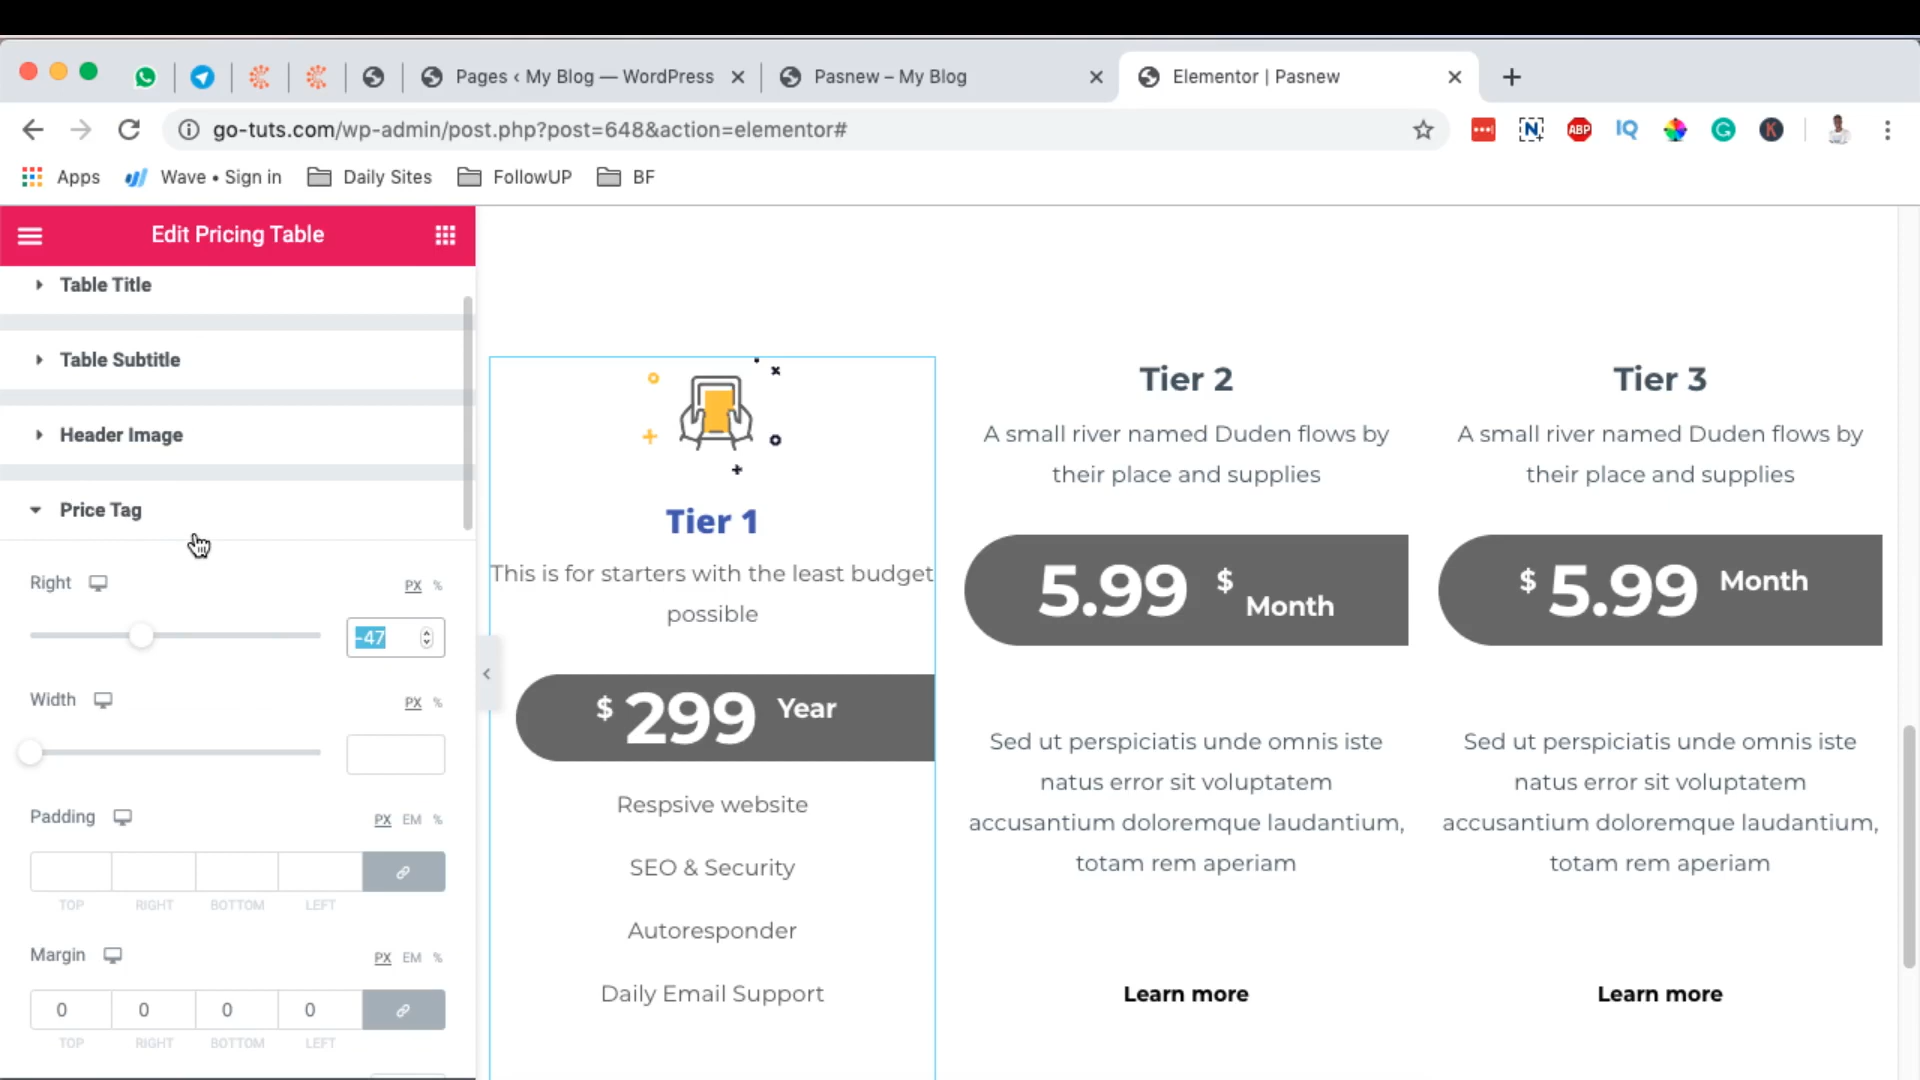 Pages ‹ My Blog — WordPress
Pasnew – My Blog
Elementor | Pasnew
go-tuts.com/wp-admin/post.php?post=648&action=elementor#
N
ABP
IQ
G
K
Apps
Wave • Sign in
Daily Sites
FollowUP
BF
Edit Pricing Table
Table Title
Table Subtitle
Header Image
Price Tag
Right
PX %
-47
Width
PX %
Padding
PX EM %
TOP RIGHT BOTTOM LEFT
Margin
PX EM %
0 0 0 0
TOP RIGHT BOTTOM LEFT
Tier 1
This is for starters with the least budget
possible
$ 299 Year
Respsive website
SEO & Security
Autoresponder
Daily Email Support
Tier 2
A small river named Duden flows by
their place and supplies
5.99 $ Month
Sed ut perspiciatis unde omnis iste
natus error sit voluptatem
accusantium doloremque laudantium,
totam rem aperiam
Learn more
Tier 3
A small river named Duden flows by
their place and supplies
$ 5.99 Month
Sed ut perspiciatis unde omnis iste
natus error sit voluptatem
accusantium doloremque laudantium,
totam rem aperiam
Learn more